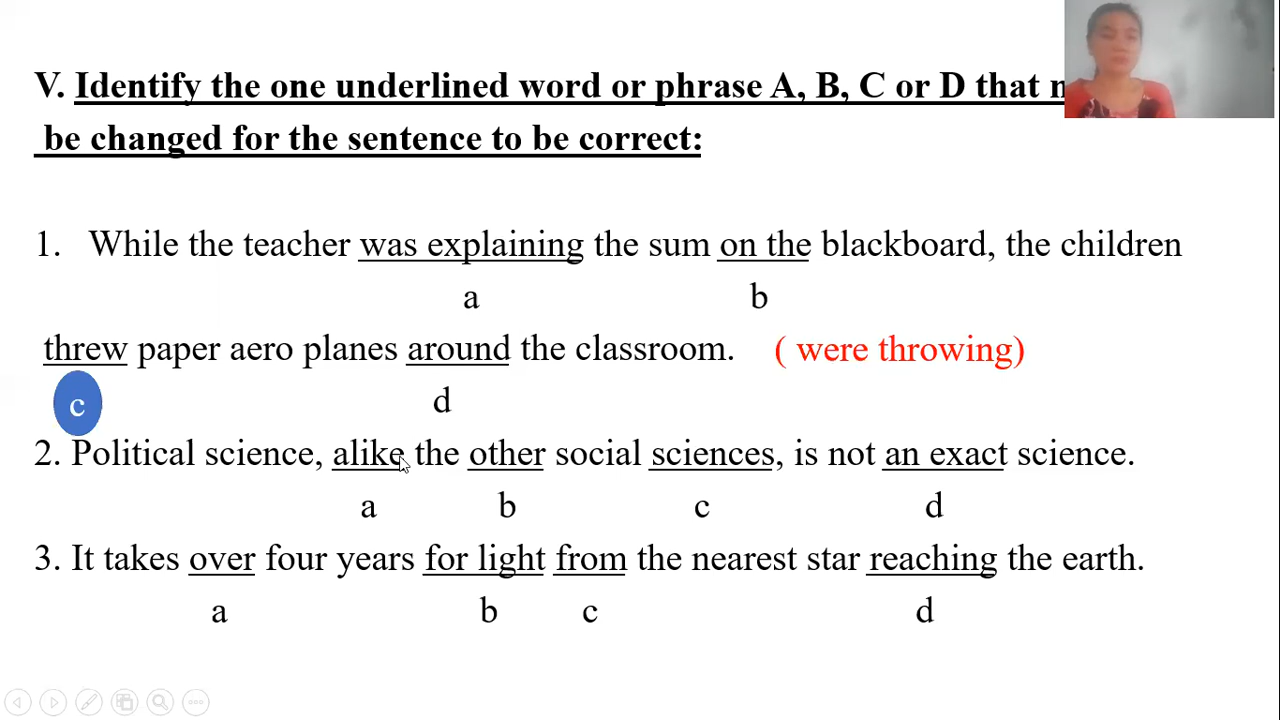 V. Identify the one underlined word or phrase A, B, C or D that
be changed for the sentence to be correct:
1. While the teacher was explaining the sum on the blackboard, the children
a b
threw paper aero planes around the classroom. ( were throwing)
c d
2. Political science, alike the other social sciences, is not an exact science.
a b c d
3. It takes over four years for light from the nearest star reaching the earth.
a b c d